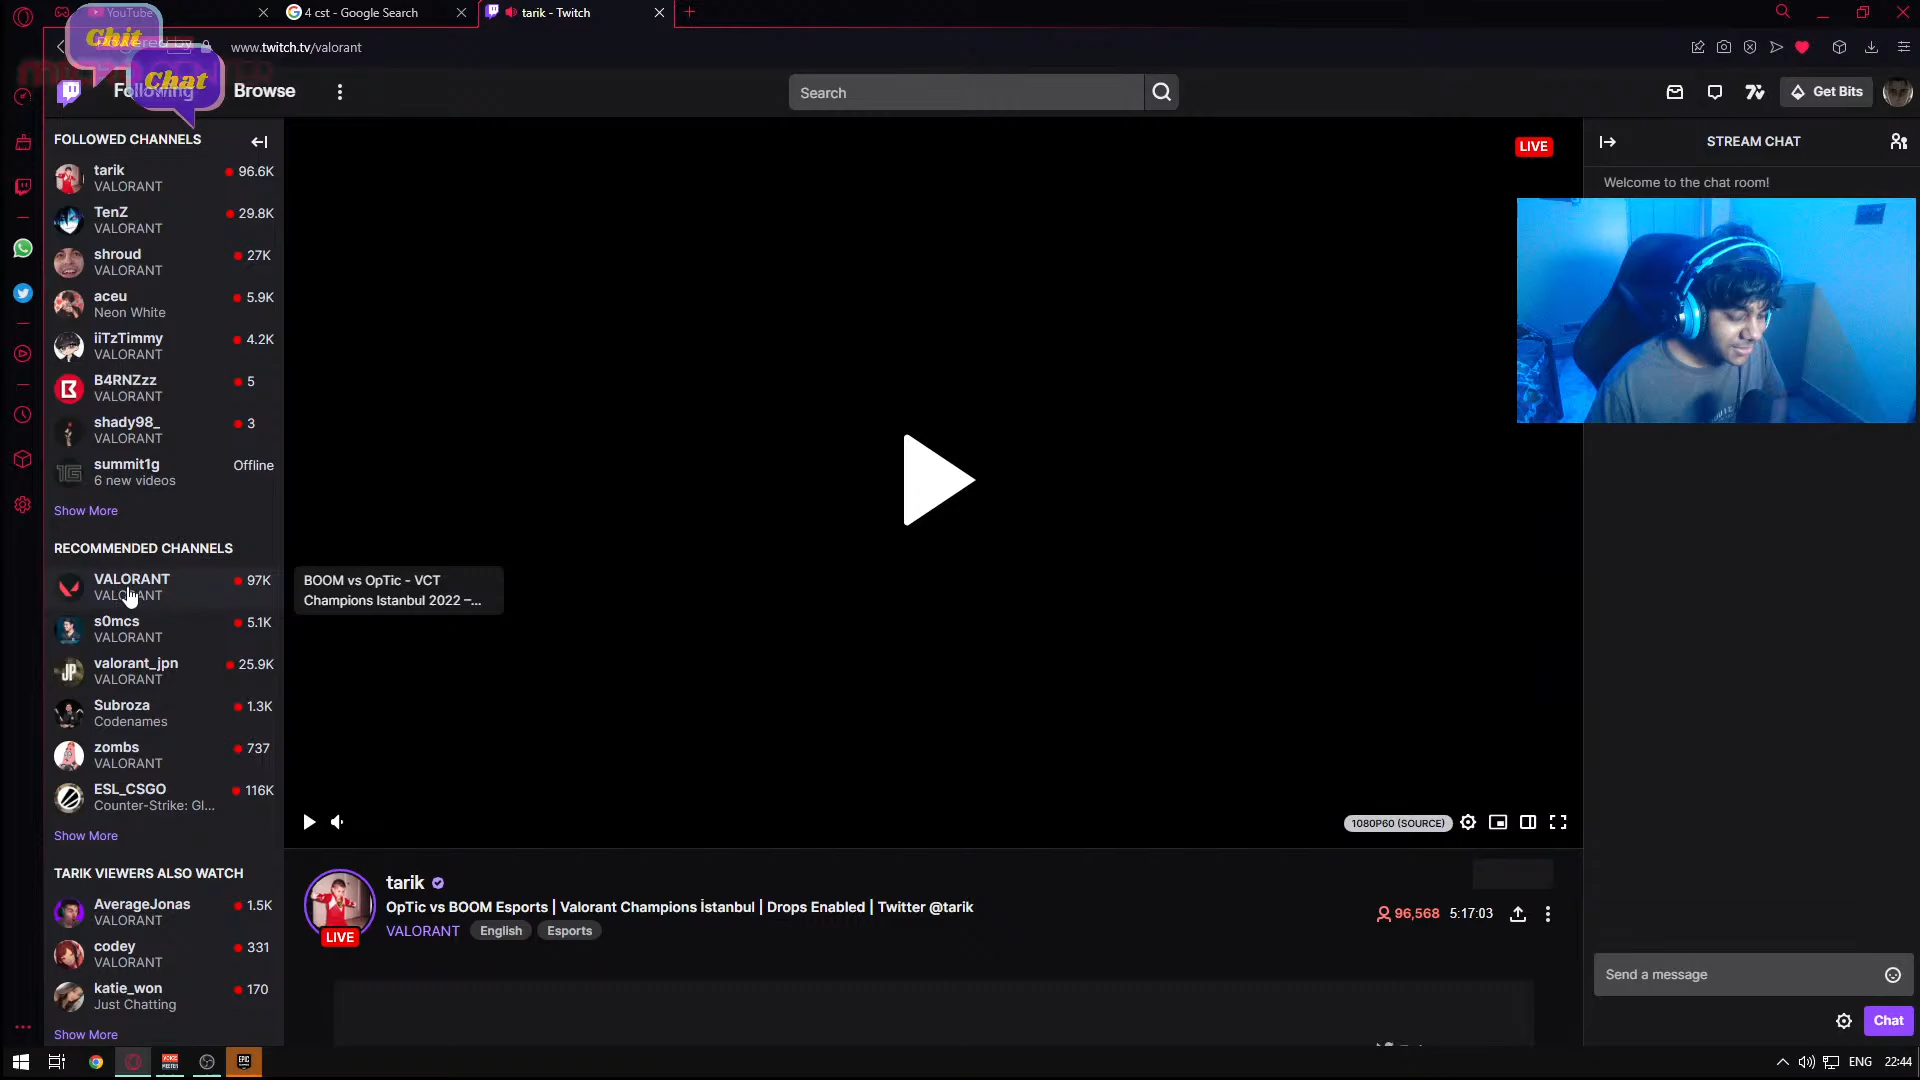 YouTube
4 cst - Google Search
tarik - Twitch
Chit
Chat
www.twitch.tv/valorant
Following
Browse
Search
Get Bits
FOLLOWED CHANNELS
tarik
96.6K
VALORANT
TenZ
29.8K
VALORANT
shroud
27K
VALORANT
aceu
5.9K
Neon White
iiTzTimmy
4.2K
VALORANT
B4RNZzz
5
VALORANT
shady98_
3
VALORANT
summit1g
Offline
6 new videos
Show More
RECOMMENDED CHANNELS
VALORANT
97K
VALORANT
s0mcs
5.1K
VALORANT
valorant_jpn
25.9K
VALORANT
Subroza
1.3K
Codenames
zombs
737
VALORANT
ESL_CSGO
116K
Counter-Strike: Gl...
Show More
TARIK VIEWERS ALSO WATCH
AverageJonas
1.5K
VALORANT
codey
331
VALORANT
katie_won
170
Just Chatting
Show More
LIVE
BOOM vs OpTic - VCT
Champions Istanbul 2022 –...
1080P60 (SOURCE)
tarik
OpTic vs BOOM Esports | Valorant Champions İstanbul | Drops Enabled | Twitter @tarik
VALORANT
English
Esports
LIVE
96,568
5:17:03
STREAM CHAT
Welcome to the chat room!
Send a message
Chat
ENG
22:44